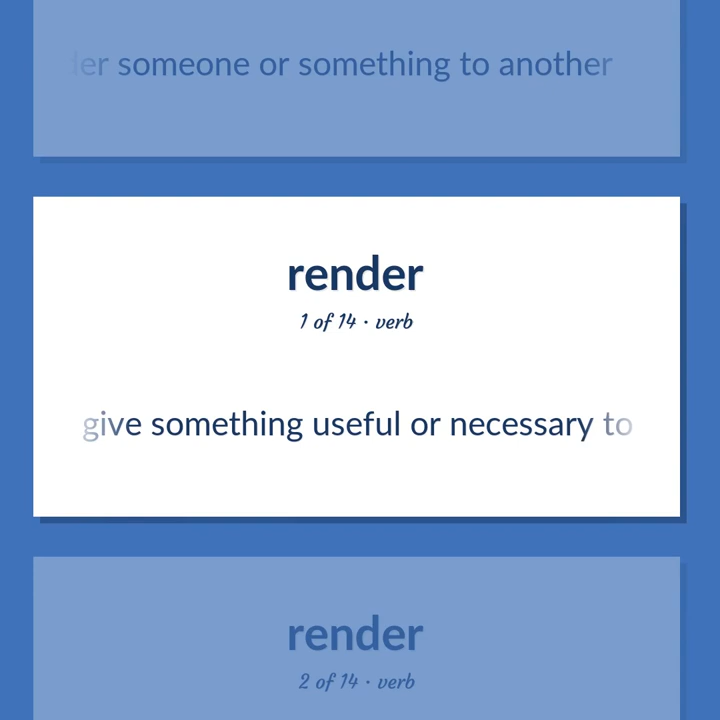 someone or something to another
render
1 of 14 · verb
give something useful or necessary to
render
2 of 14 · verb